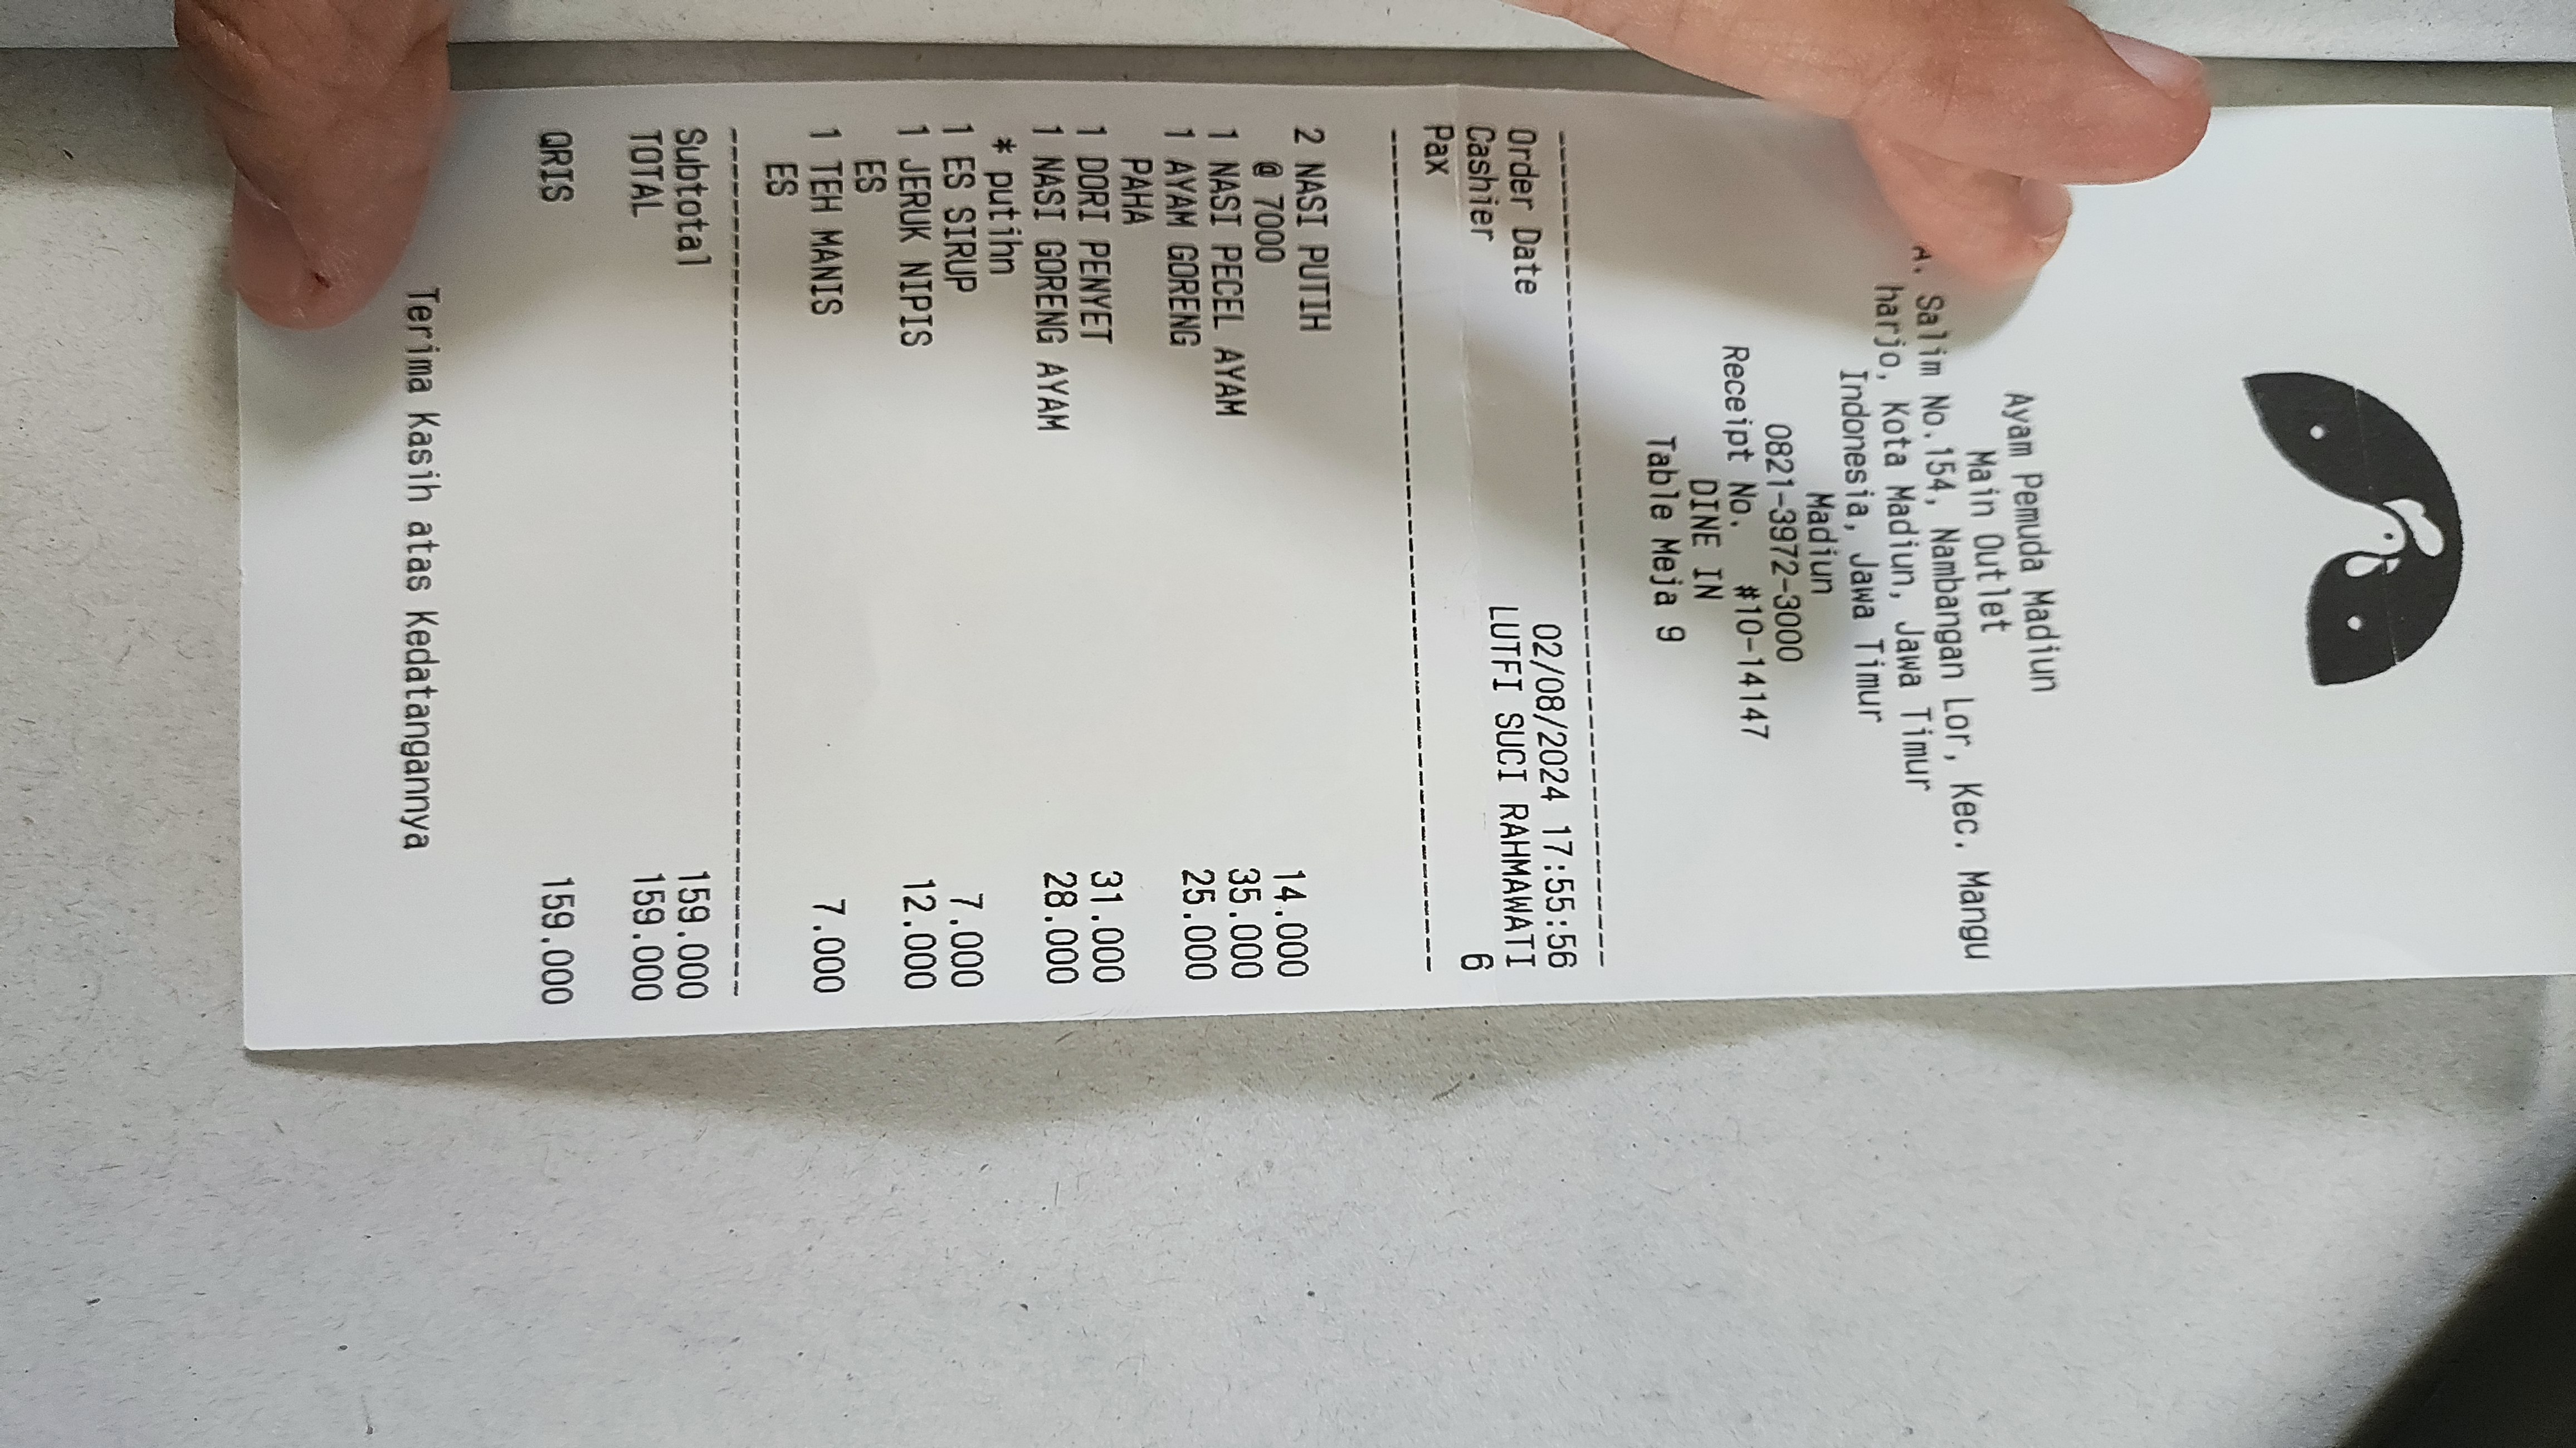 Ayam Pemuda Madiun
Main Outlet
A. Salim No.154, Nambangan Lor, Kec. Mangu
harjo, Kota Madiun, Jawa Timur
Indonesia, Jawa Timur
Madiun
0821-3972-3000
Receipt No. #10-14147
DINE IN
Table Meja 9
Order Date 02/08/2024 17:55:56
Cashier LUTFI SUCI RAHMAWATI
Pax 6
2 NASI PUTIH 14.000
@ 7000
1 NASI PECEL AYAM 35.000
1 AYAM GORENG 25.000
PAHA
1 DORI PENYET 31.000
1 NASI GORENG AYAM 28.000
* putihn
1 ES SIRUP 7.000
1 JERUK NIPIS 12.000
ES
1 TEH MANIS 7.000
ES
Subtotal 159.000
TOTAL 159.000
QRIS 159.000
Terima Kasih atas Kedatangannya